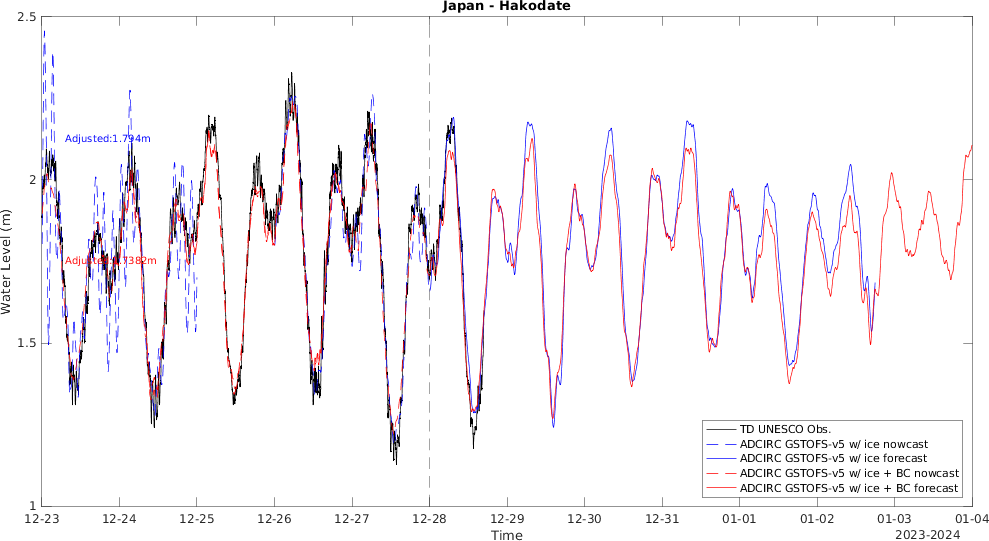 Japan - Hakodate
2.5
2
1.5
1
Water Level (m)
Adjusted:1.794m
Adjusted:1.7382m
TD UNESCO Obs.
ADCIRC GSTOFS-v5 w/ ice nowcast
ADCIRC GSTOFS-v5 w/ ice forecast
ADCIRC GSTOFS-v5 w/ ice + BC nowcast
ADCIRC GSTOFS-v5 w/ ice + BC forecast
12-23 12-24 12-25 12-26 12-27 12-28 12-29 12-30 12-31 01-01 01-02 01-03 01-04
Time
2023-2024